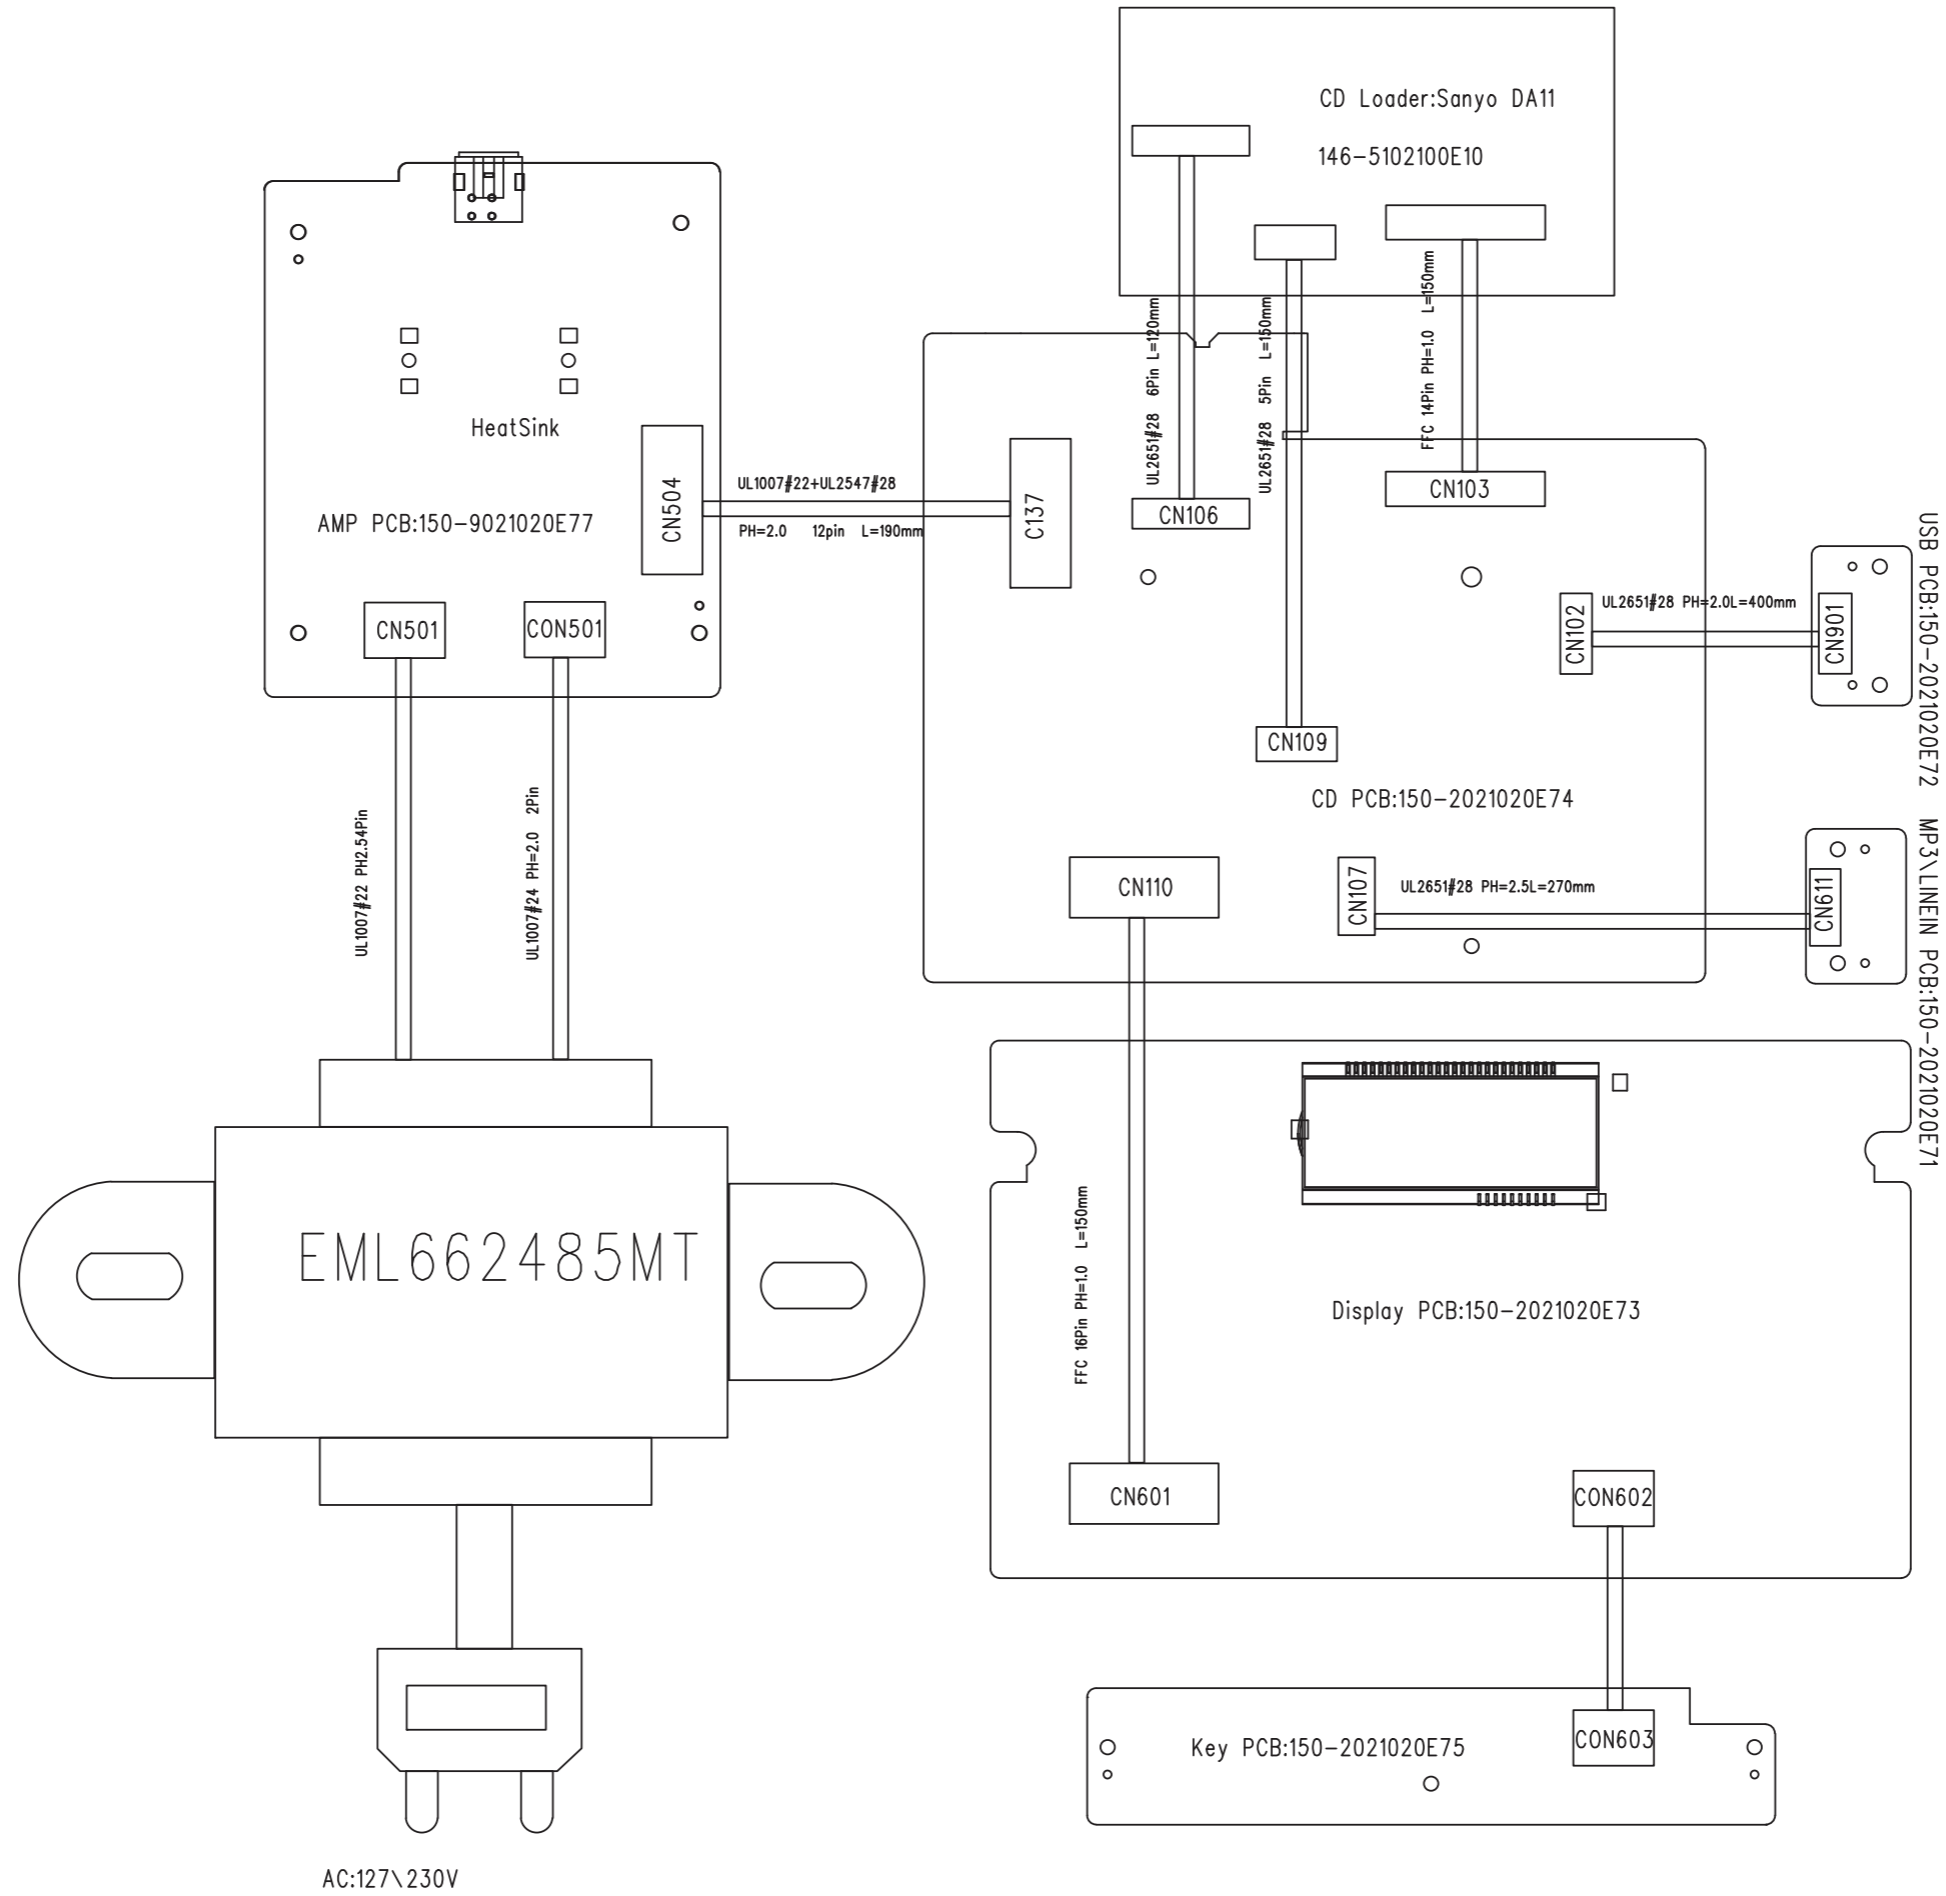 CD Loader:Sanyo DA11
146-5102100E10
HeatSink
AMP PCB:150-9021020E77
CN504
UL1007#22+UL2547#28
PH=2.0 12pin L=190mm
C137
CN501
CON501
UL1007#22 PH2.54Pin
UL1007#24 PH=2.0 2Pin
UL2651#28 6Pin L=120mm
UL2651#28 5Pin L=150mm
FFC 14Pin PH=1.0 L=150mm
CN106
CN103
CN109
CN102
UL2651#28 PH=2.0L=400mm
CN901
USB PCB:150-2021020E72
CD PCB:150-2021020E74
CN110
CN107
UL2651#28 PH=2.5L=270mm
CN611
MP3\LINEIN PCB:150-2021020E71
EML662485MT
FFC 16Pin PH=1.0 L=150mm
Display PCB:150-2021020E73
CN601
CON602
CON603
Key PCB:150-2021020E75
AC:127\230V